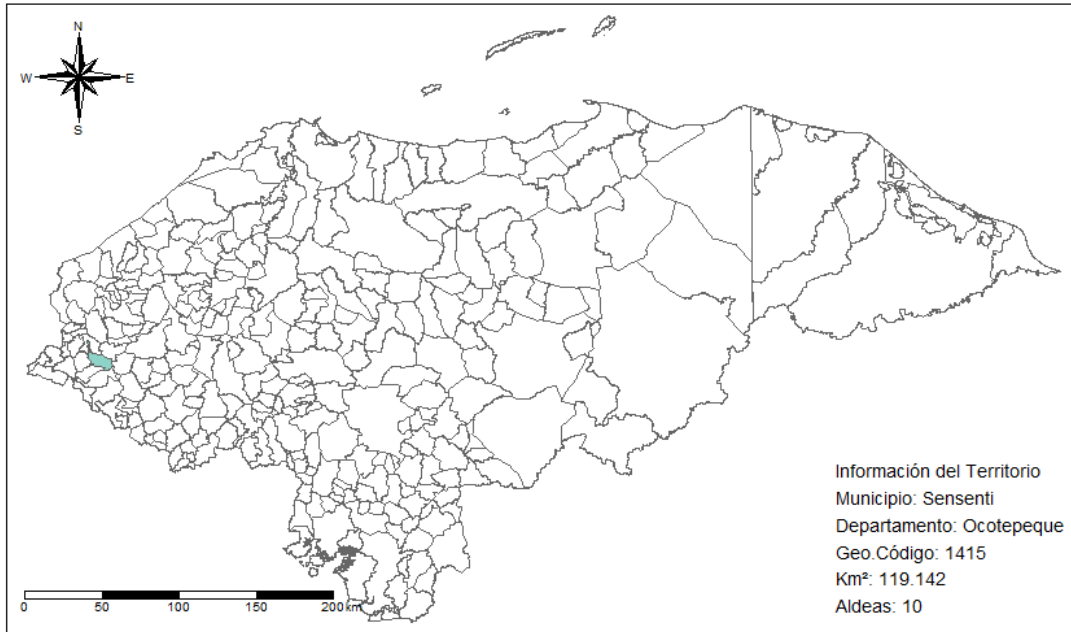 N
W E
S
Información del Territorio
Municipio: Sensenti
Departamento: Ocotepeque
Geo.Código: 1415
Km²: 119.142
Aldeas: 10
0 50 100 150 200 km